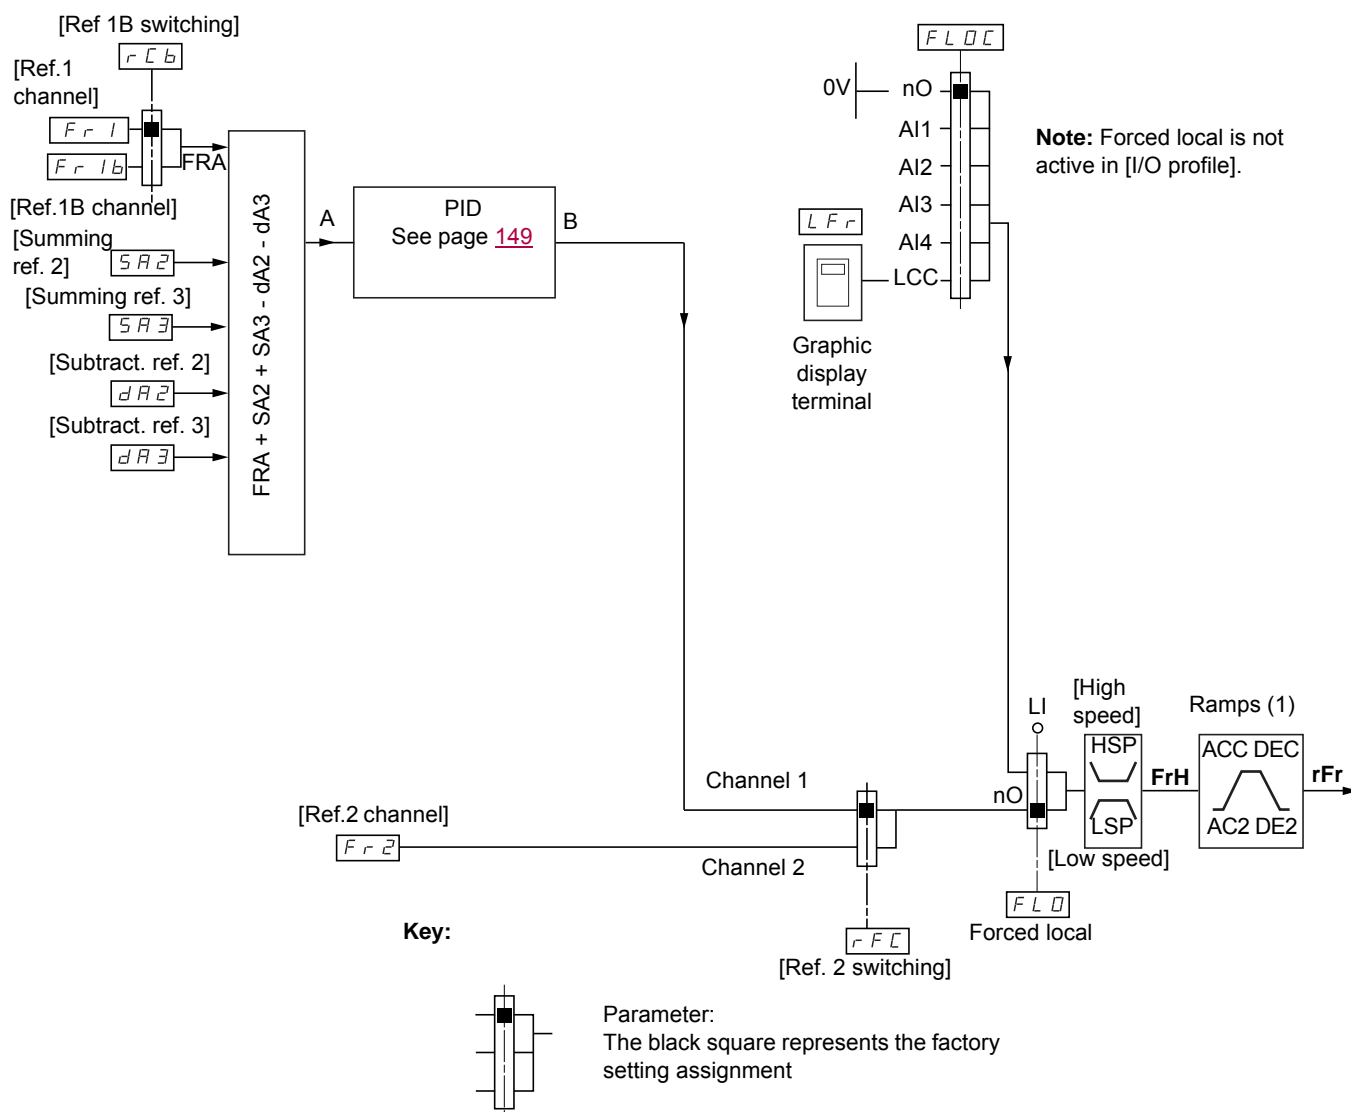 [Ref 1B switching]
rCb
[Ref.1
channel]
Fr1
Fr1b
FRA
[Ref.1B channel]
[Summing
ref. 2]
SA2
[Summing ref. 3]
SA3
[Subtract. ref. 2]
dA2
[Subtract. ref. 3]
dA3
FRA + SA2 + SA3 - dA2 - dA3
A
PID
See page 149
B
FLOC
0V
nO
AI1
AI2
AI3
AI4
LCC
LFr
Graphic
display
terminal
Note: Forced local is not
active in [I/O profile].
Channel 1
[Ref.2 channel]
Fr2
Channel 2
rFC
[Ref. 2 switching]
LI
nO
FLO
Forced local
[High
speed]
HSP
LSP
[Low speed]
FrH
Ramps (1)
ACC DEC
AC2 DE2
rFr
Key:
Parameter:
The black square represents the factory
setting assignment